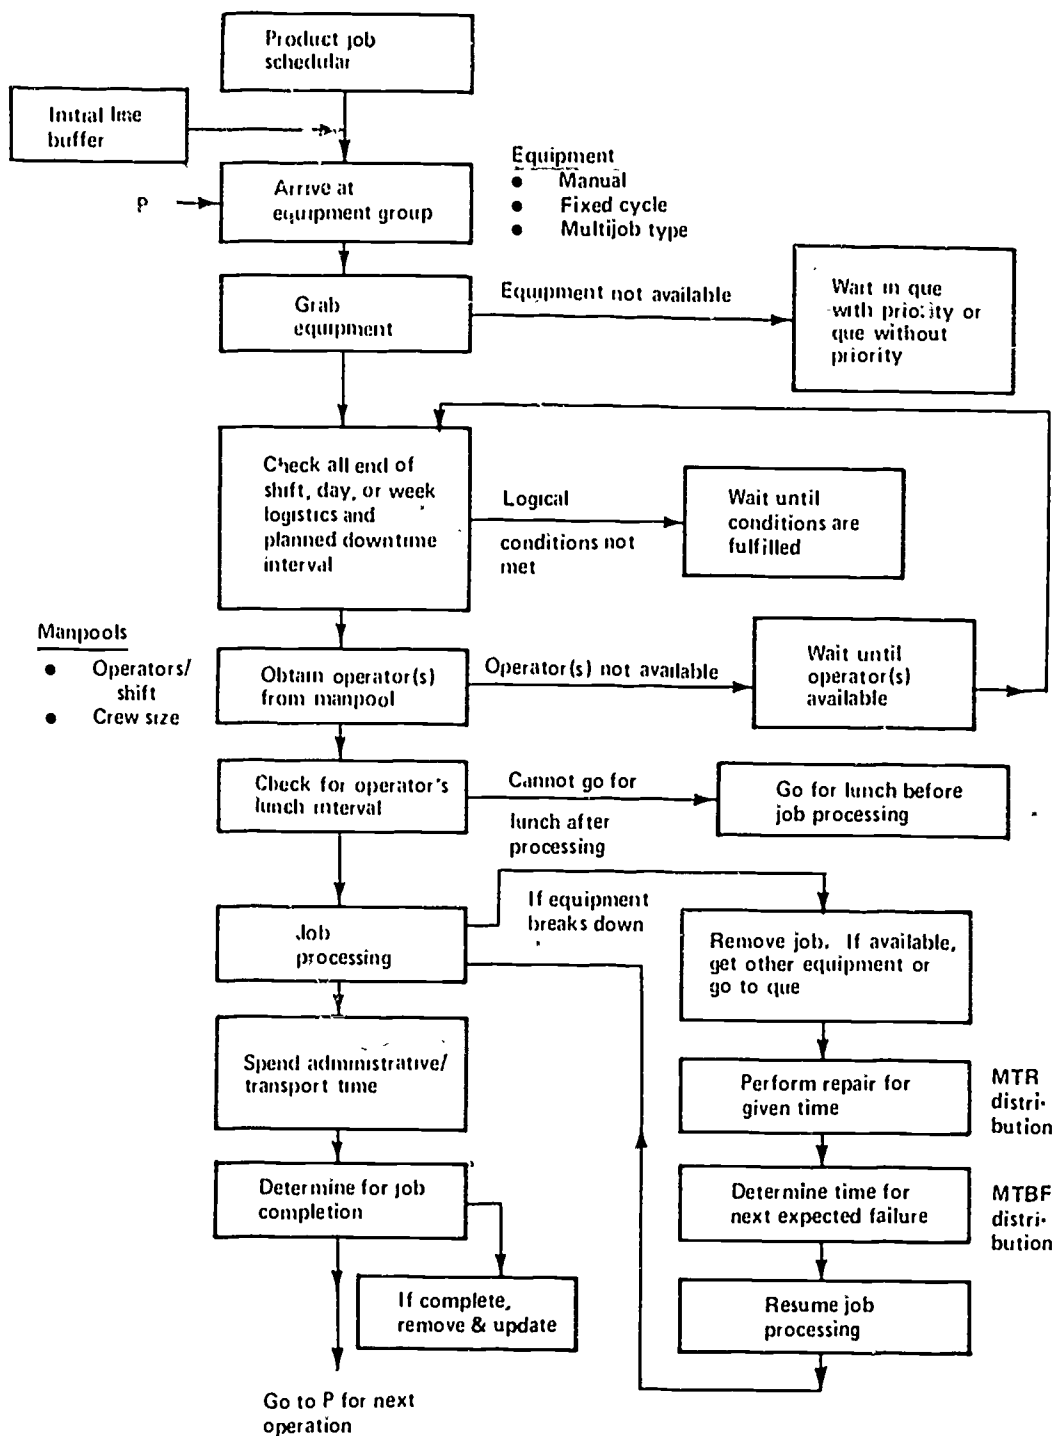 Product job
schedular
Initial line
buffer
Equipment
● Manual
● Fixed cycle
● Multijob type
P
Arrive at
equipment group
Grab
equipment
Equipment not available
Wait in que
with priority or
que without
priority
Check all end of
shift, day, or week
logistics and
planned downtime
interval
Logical
conditions not
met
Wait until
conditions are
fulfilled
Manpools
● Operators/
shift
● Crew size
Obtain operator(s)
from manpool
Operator(s) not available
Wait until
operator(s)
available
Check for operator's
lunch interval
Cannot go for
lunch after
processing
Go for lunch before
job processing
If equipment
breaks down
Job
processing
Remove job. If available,
get other equipment or
go to que
Spend administrative/
transport time
Perform repair for
given time
MTR
distri-
bution
Determine for job
completion
Determine time for
next expected failure
MTBF
distri-
bution
If complete,
remove & update
Resume job
processing
Go to P for next
operation